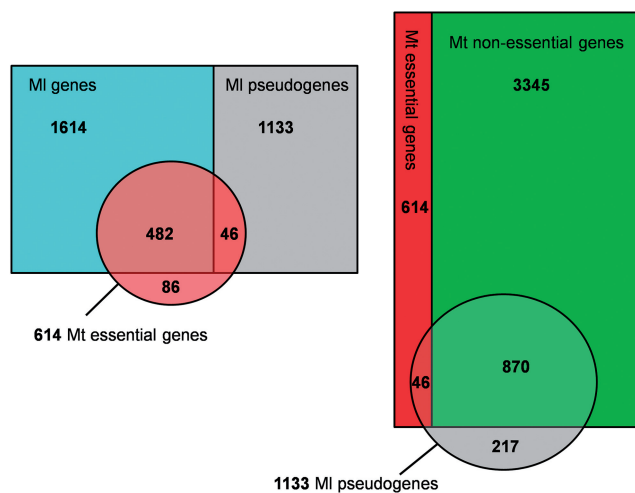 Ml genes
1614
Ml pseudogenes
1133
482
46
86
614 Mt essential genes
Mt essential genes
614
Mt non-essential genes
3345
46
870
217
1133 Ml pseudogenes